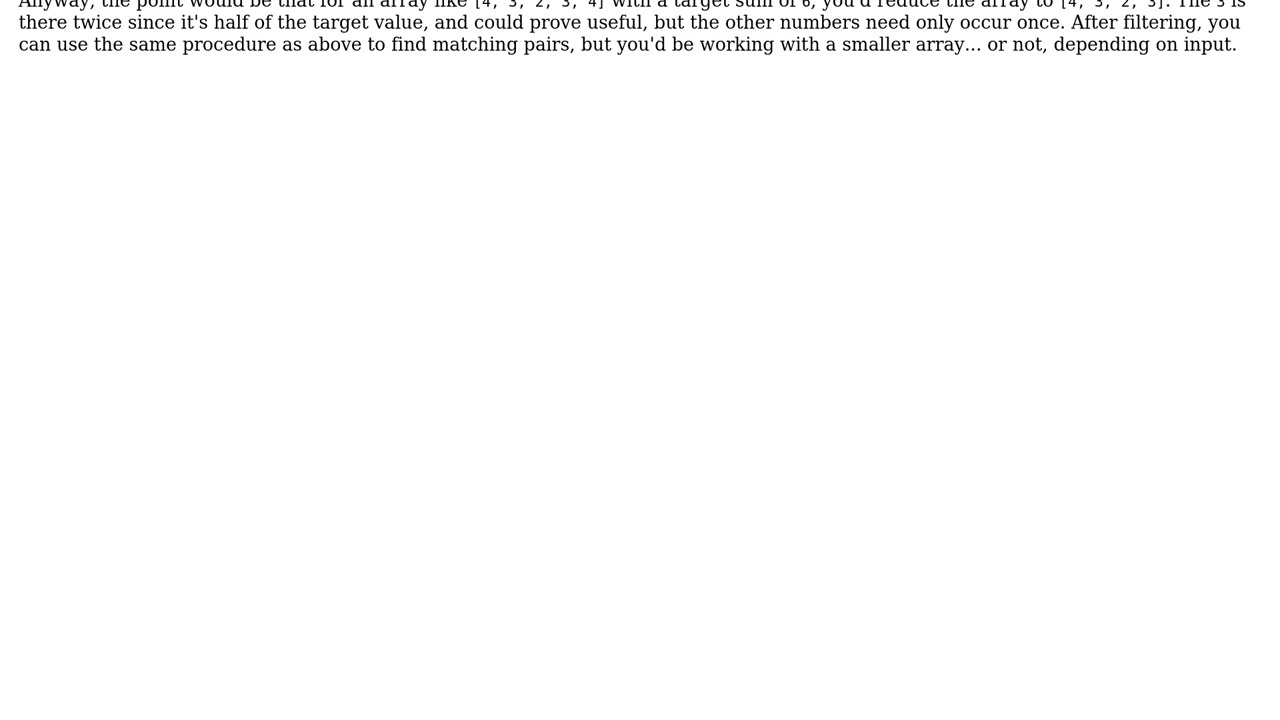 Anyway, the point would be that for an array like [4, 3, 2, 3, 4] with a target sum of 6, you'd reduce the array to [4, 3, 2, 3]. The 3 is
there twice since it's half of the target value, and could prove useful, but the other numbers need only occur once. After filtering, you
can use the same procedure as above to find matching pairs, but you'd be working with a smaller array... or not, depending on input.